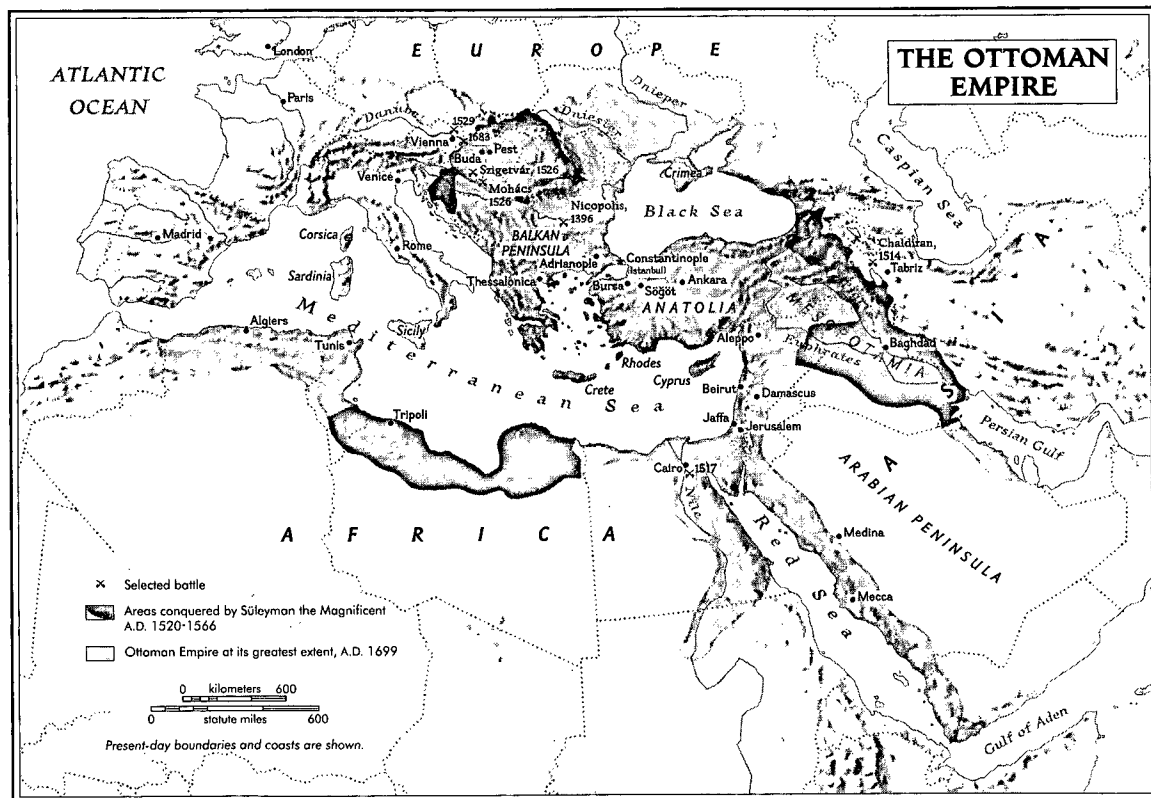 THE OTTOMAN
EMPIRE
EUROPE
ATLANTIC
OCEAN
London
Paris
Danube
Dnieper
Dniester
1529
1683
Vienna
Buda
Pest
Szigetvár, 1526
Mohács
1526
Venice
Nicopolis,
1396
Crimea
Black Sea
Caspian Sea
Madrid
Corsica
Rome
Sardinia
BALKAN
PENINSULA
Adrianople
Constantinople
(Istanbul)
Thessalonica
Bursa
Söğöt
Ankara
ANATOLIA
Chaldiran,
1514
Tabriz
ASIA
Mediterranean Sea
Algiers
Tunis
Sicily
Aleppo
MESOPOTAMIA
Euphrates
Baghdad
Rhodes
Crete
Cyprus
Beirut
Damascus
Tripoli
Jaffa
Jerusalem
Persian Gulf
Cairo
1517
Nile
ARABIAN PENINSULA
AFRICA
Red Sea
Medina
Mecca
Gulf of Aden
Selected battle
Areas conquered by Süleyman the Magnificent
A.D. 1520-1566
Ottoman Empire at its greatest extent, A.D. 1699
0 kilometers 600
0 statute miles 600
Present-day boundaries and coasts are shown.